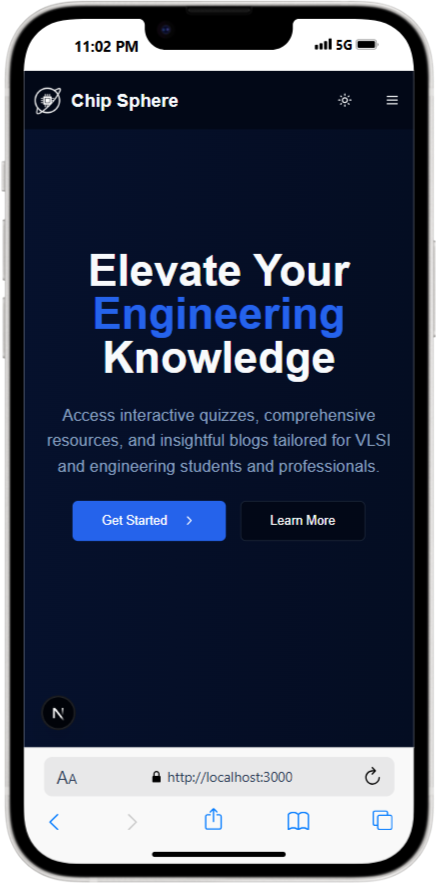 11:02 PM
5G
Chip Sphere
Elevate Your
Engineering
Knowledge
Access interactive quizzes, comprehensive
resources, and insightful blogs tailored for VLSI
and engineering students and professionals.
Get Started
Learn More
N
AA
http://localhost:3000